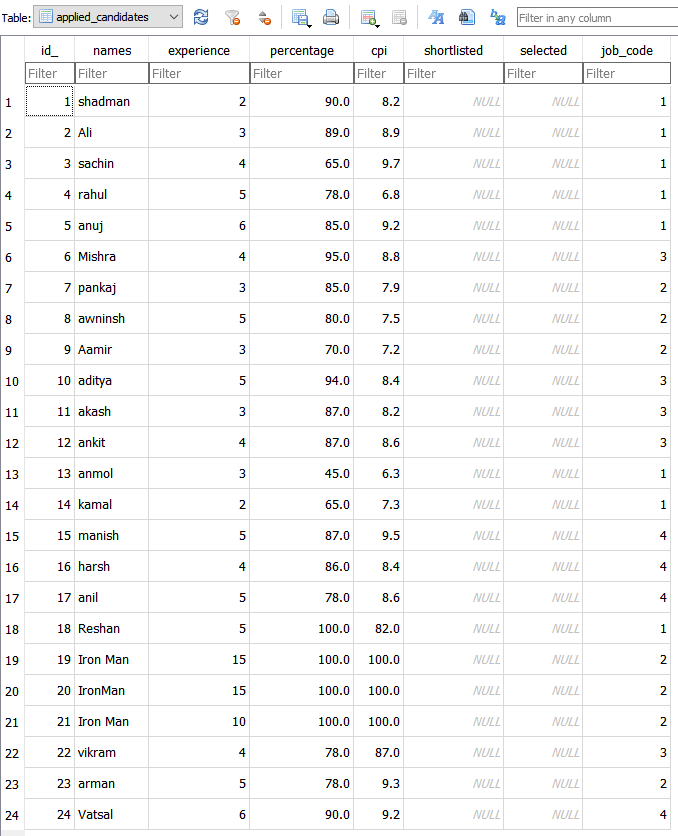 Table: applied_candidates Filter in any column
id_ names experience percentage cpi shortlisted selected job_code
Filter Filter Filter Filter Filter Filter Filter Filter
1 1 shadman 2 90.0 8.2 NULL NULL 1
2 2 Ali 3 89.0 8.9 NULL NULL 1
3 3 sachin 4 65.0 9.7 NULL NULL 1
4 4 rahul 5 78.0 6.8 NULL NULL 1
5 5 anuj 6 85.0 9.2 NULL NULL 1
6 6 Mishra 4 95.0 8.8 NULL NULL 3
7 7 pankaj 3 85.0 7.9 NULL NULL 2
8 8 awninsh 5 80.0 7.5 NULL NULL 2
9 9 Aamir 3 70.0 7.2 NULL NULL 2
10 10 aditya 5 94.0 8.4 NULL NULL 3
11 11 akash 3 87.0 8.2 NULL NULL 3
12 12 ankit 4 87.0 8.6 NULL NULL 3
13 13 anmol 3 45.0 6.3 NULL NULL 1
14 14 kamal 2 65.0 7.3 NULL NULL 1
15 15 manish 5 87.0 9.5 NULL NULL 4
16 16 harsh 4 86.0 8.4 NULL NULL 4
17 17 anil 5 78.0 8.6 NULL NULL 4
18 18 Reshan 5 100.0 82.0 NULL NULL 1
19 19 Iron Man 15 100.0 100.0 NULL NULL 2
20 20 IronMan 15 100.0 100.0 NULL NULL 2
21 21 Iron Man 10 100.0 100.0 NULL NULL 2
22 22 vikram 4 78.0 87.0 NULL NULL 3
23 23 arman 5 78.0 9.3 NULL NULL 2
24 24 Vatsal 6 90.0 9.2 NULL NULL 4